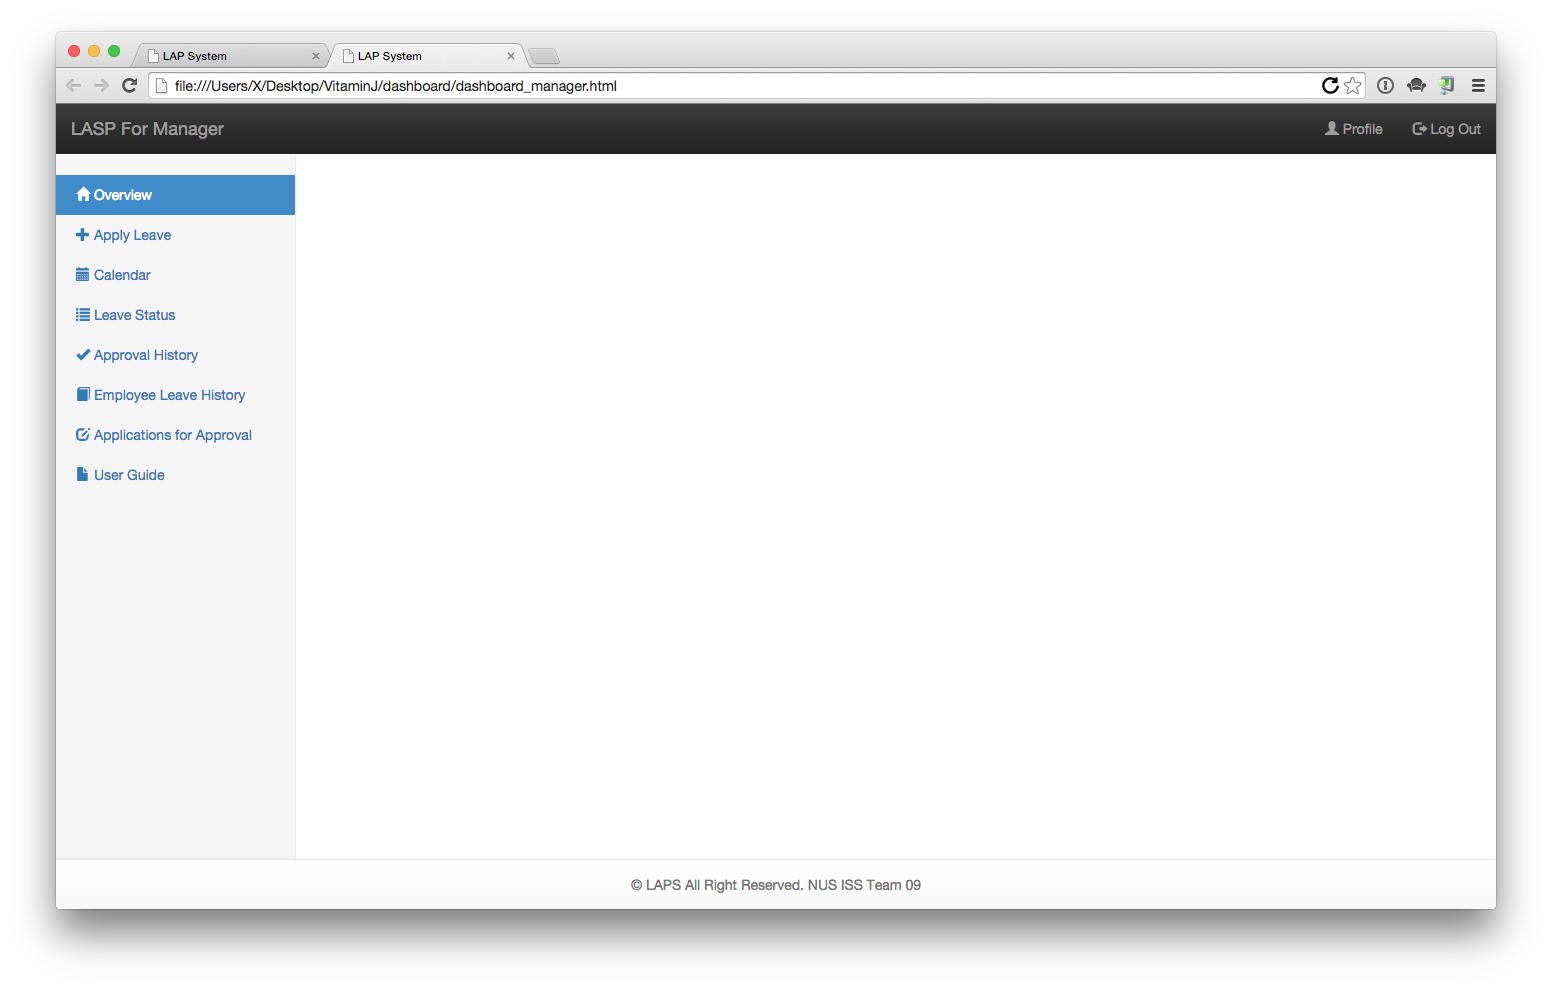 LAP System
LAP System
file:///Users/X/Desktop/VitaminJ/dashboard/dashboard_manager.html
LASP For Manager
Profile
Log Out
Overview
Apply Leave
Calendar
Leave Status
Approval History
Employee Leave History
Applications for Approval
User Guide
© LAPS All Right Reserved. NUS ISS Team 09